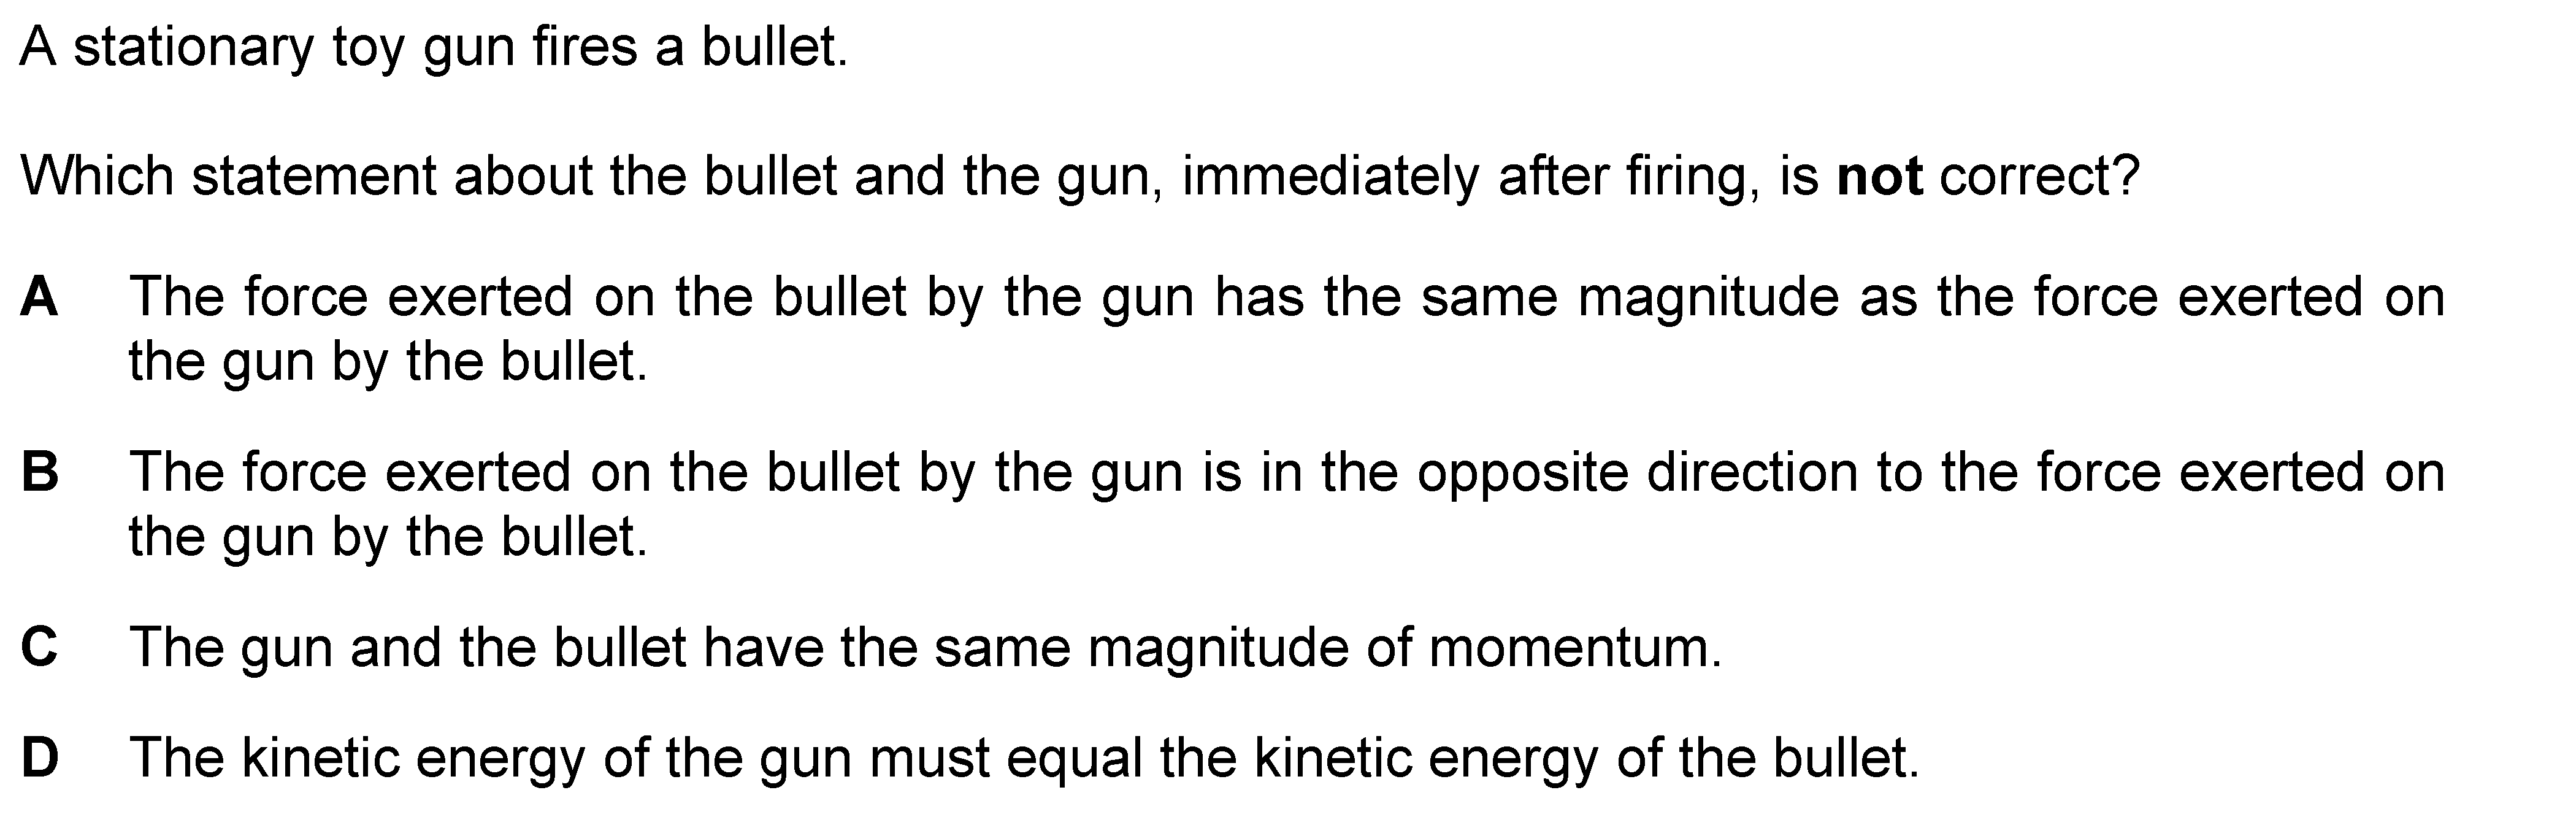 A stationary toy gun fires a bullet.
Which statement about the bullet and the gun, immediately after firing, is not correct?
A The force exerted on the bullet by the gun has the same magnitude as the force exerted on
the gun by the bullet.
B The force exerted on the bullet by the gun is in the opposite direction to the force exerted on
the gun by the bullet.
C The gun and the bullet have the same magnitude of momentum.
D The kinetic energy of the gun must equal the kinetic energy of the bullet.